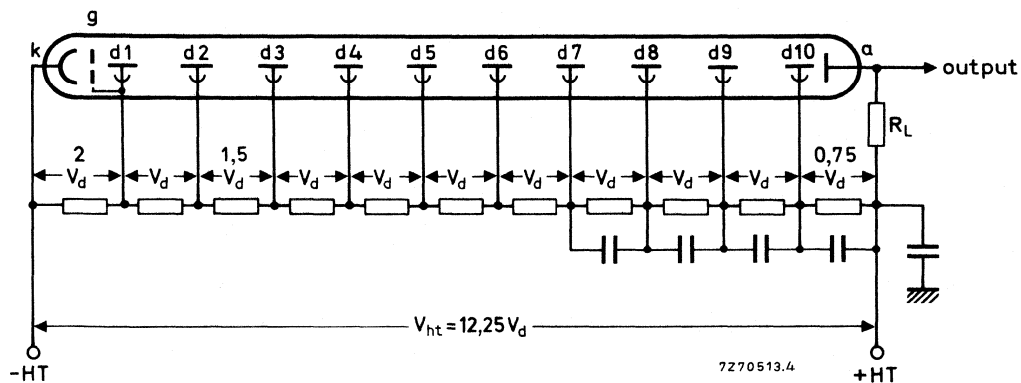 g
k d1 d2 d3 d4 d5 d6 d7 d8 d9 d10 a output
R_L
2 V_d V_d 1,5 V_d V_d V_d V_d V_d V_d V_d V_d 0,75 V_d
V_ht = 12,25 V_d
-HT 7Z70513.4 +HT